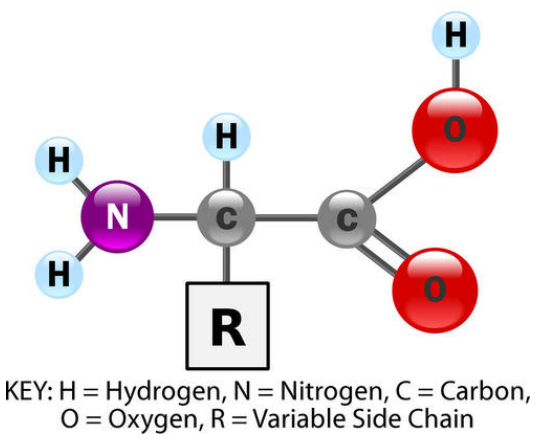 H
H
H
O
N
C
C
H
O
R
KEY: H = Hydrogen, N = Nitrogen, C = Carbon,
O = Oxygen, R = Variable Side Chain